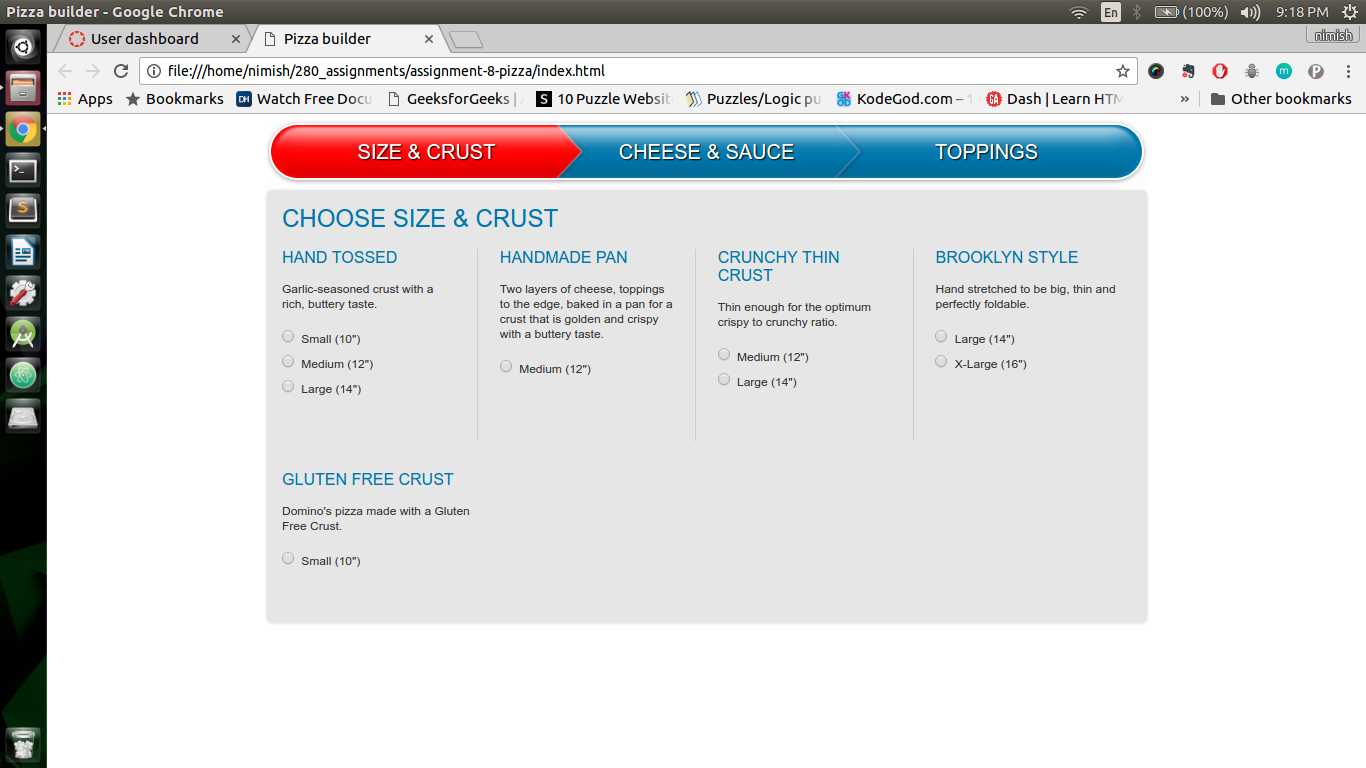 Pizza builder - Google Chrome
En (100%) 9:18 PM
User dashboard
Pizza builder
nimish
file:///home/nimish/280_assignments/assignment-8-pizza/index.html
Apps Bookmarks DH Watch Free Docu GeeksforGeeks | S 10 Puzzle Websit Puzzles/Logic pu KodeGod.com – GA Dash | Learn HTM » Other bookmarks
SIZE & CRUST CHEESE & SAUCE TOPPINGS
CHOOSE SIZE & CRUST
HAND TOSSED
Garlic-seasoned crust with a
rich, buttery taste.
Small (10")
Medium (12")
Large (14")
HANDMADE PAN
Two layers of cheese, toppings
to the edge, baked in a pan for a
crust that is golden and crispy
with a buttery taste.
Medium (12")
CRUNCHY THIN
CRUST
Thin enough for the optimum
crispy to crunchy ratio.
Medium (12")
Large (14")
BROOKLYN STYLE
Hand stretched to be big, thin and
perfectly foldable.
Large (14")
X-Large (16")
GLUTEN FREE CRUST
Domino's pizza made with a Gluten
Free Crust.
Small (10")